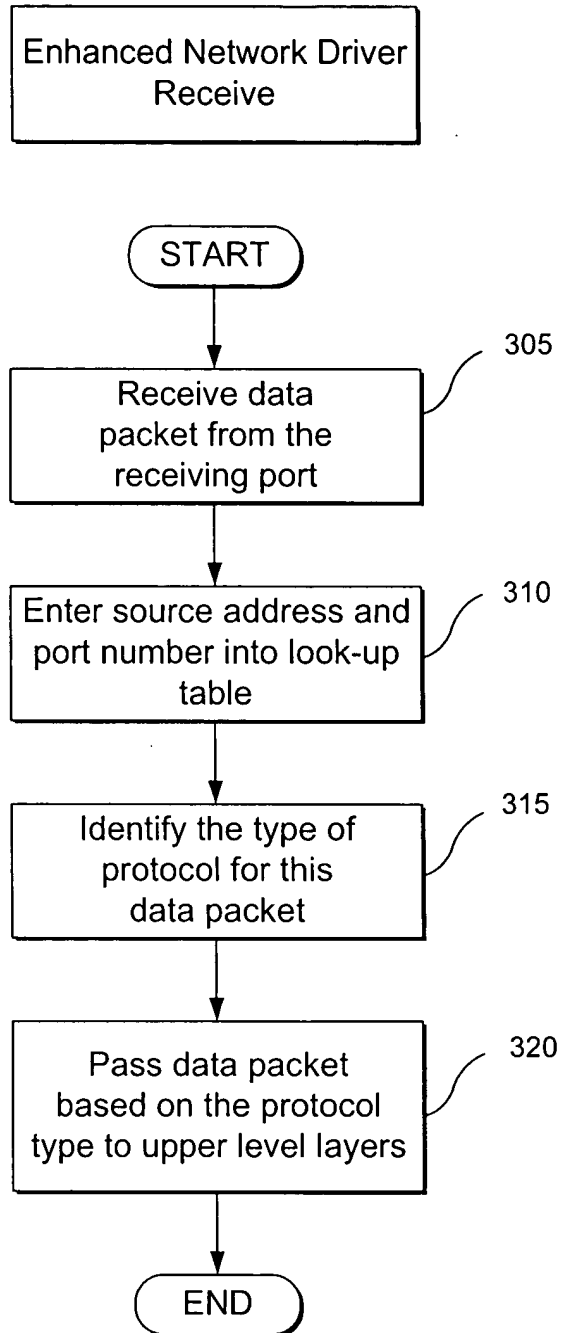 Enhanced Network Driver
Receive
START
305
Receive data
packet from the
receiving port
310
Enter source address and
port number into look-up
table
315
Identify the type of
protocol for this
data packet
320
Pass data packet
based on the protocol
type to upper level layers
END